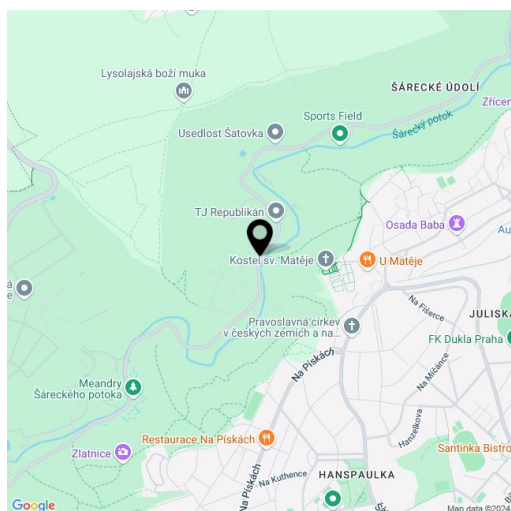 Lysolajská boží muka
ŠÁRECKÉ ÚDOLÍ
Sports Field
Zřícen
Usedlost Šatovka
Šárecký potok
TJ Republikán
Osada Baba
Au
Kostel sv. Matěje
U Matěje
á
e
Na Fišerce
JULISKA
Pravoslavná církev
v českých zemích a na...
FK Dukla Praha
Na Pískách
Na Míčánce
Meandry
Šáreckého potoka
Hanzelkova
Restaurace Na Pískách
Zlatnice
Santinka Bistro
Na Kuthence
HANSPAULKA
Na Pískách
Google
Map data ©2024